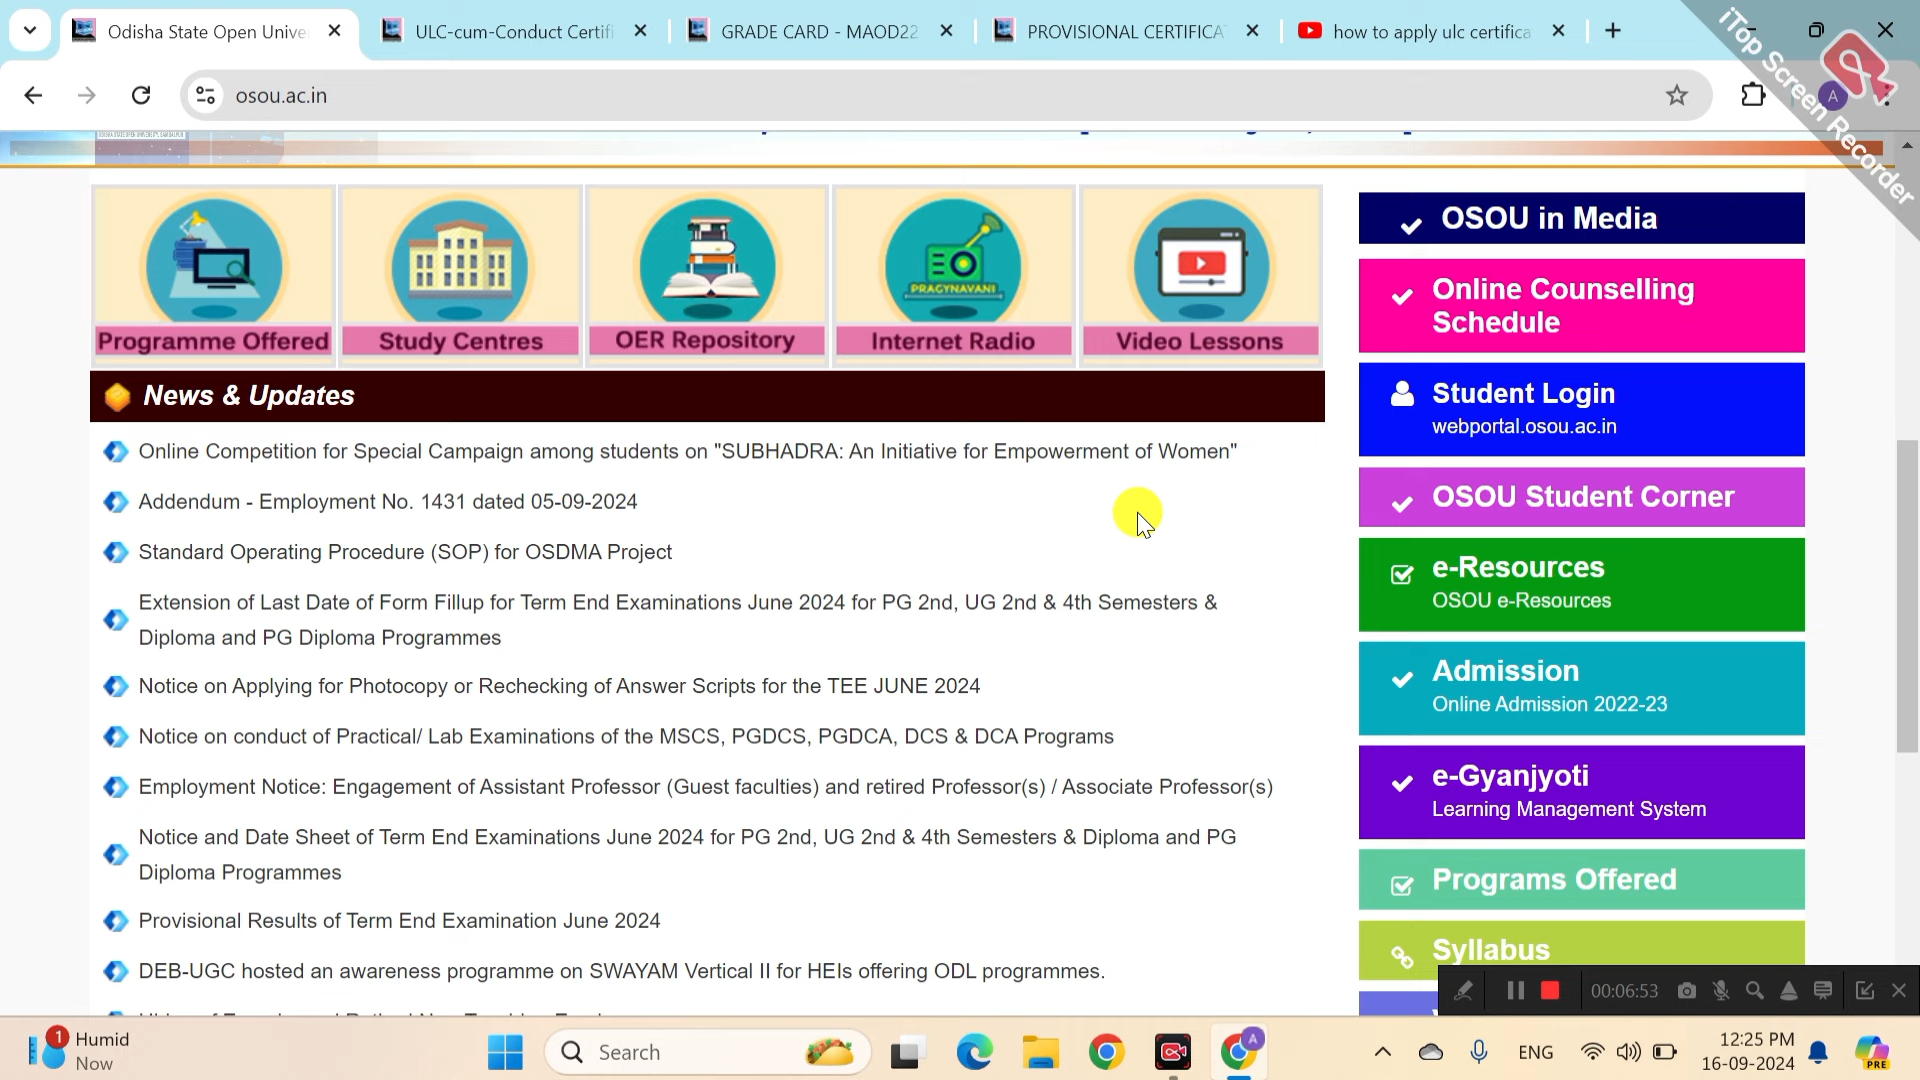 Odisha State Open Unive
ULC-cum-Conduct Certifi
GRADE CARD - MAOD22
PROVISIONAL CERTIFICA
how to apply ulc certifica
iTop Screen Recorder
osou.ac.in
A
Programme Offered
Study Centres
OER Repository
PRAGYNAVANI
Internet Radio
Video Lessons
News & Updates
Online Competition for Special Campaign among students on "SUBHADRA: An Initiative for Empowerment of Women"
Addendum - Employment No. 1431 dated 05-09-2024
Standard Operating Procedure (SOP) for OSDMA Project
Extension of Last Date of Form Fillup for Term End Examinations June 2024 for PG 2nd, UG 2nd & 4th Semesters &
Diploma and PG Diploma Programmes
Notice on Applying for Photocopy or Rechecking of Answer Scripts for the TEE JUNE 2024
Notice on conduct of Practical/ Lab Examinations of the MSCS, PGDCS, PGDCA, DCS & DCA Programs
Employment Notice: Engagement of Assistant Professor (Guest faculties) and retired Professor(s) / Associate Professor(s)
Notice and Date Sheet of Term End Examinations June 2024 for PG 2nd, UG 2nd & 4th Semesters & Diploma and PG
Diploma Programmes
Provisional Results of Term End Examination June 2024
DEB-UGC hosted an awareness programme on SWAYAM Vertical II for HEIs offering ODL programmes.
OSOU in Media
Online Counselling
Schedule
Student Login
webportal.osou.ac.in
OSOU Student Corner
e-Resources
OSOU e-Resources
Admission
Online Admission 2022-23
e-Gyanjyoti
Learning Management System
Programs Offered
Syllabus
00:06:53
1
Humid
Now
Search
A
ENG
12:25 PM
16-09-2024
PRE